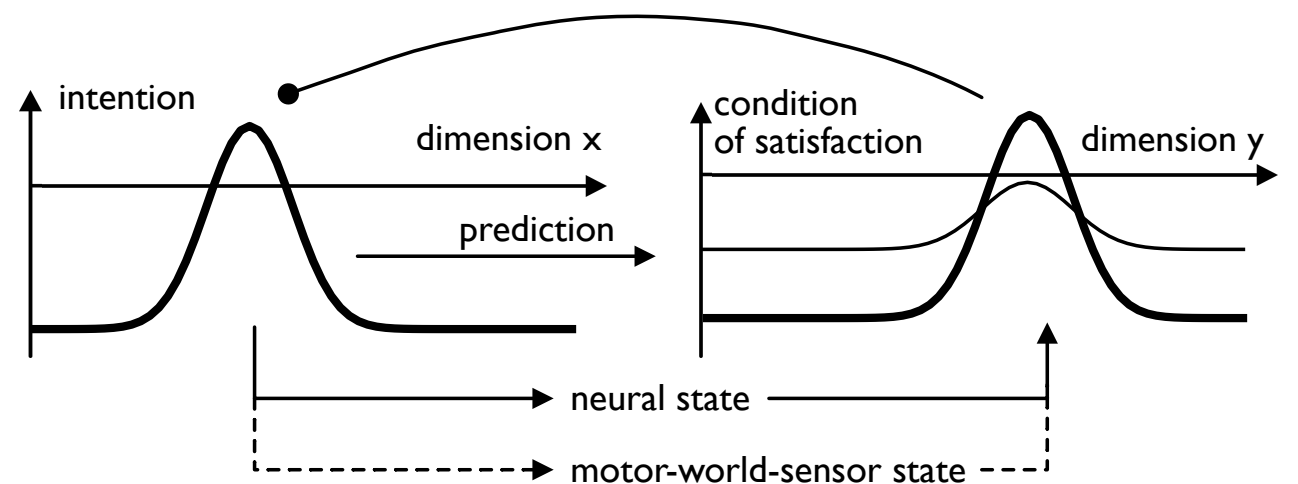 intention
dimension x
prediction
condition
of satisfaction
dimension y
neural state
motor-world-sensor state